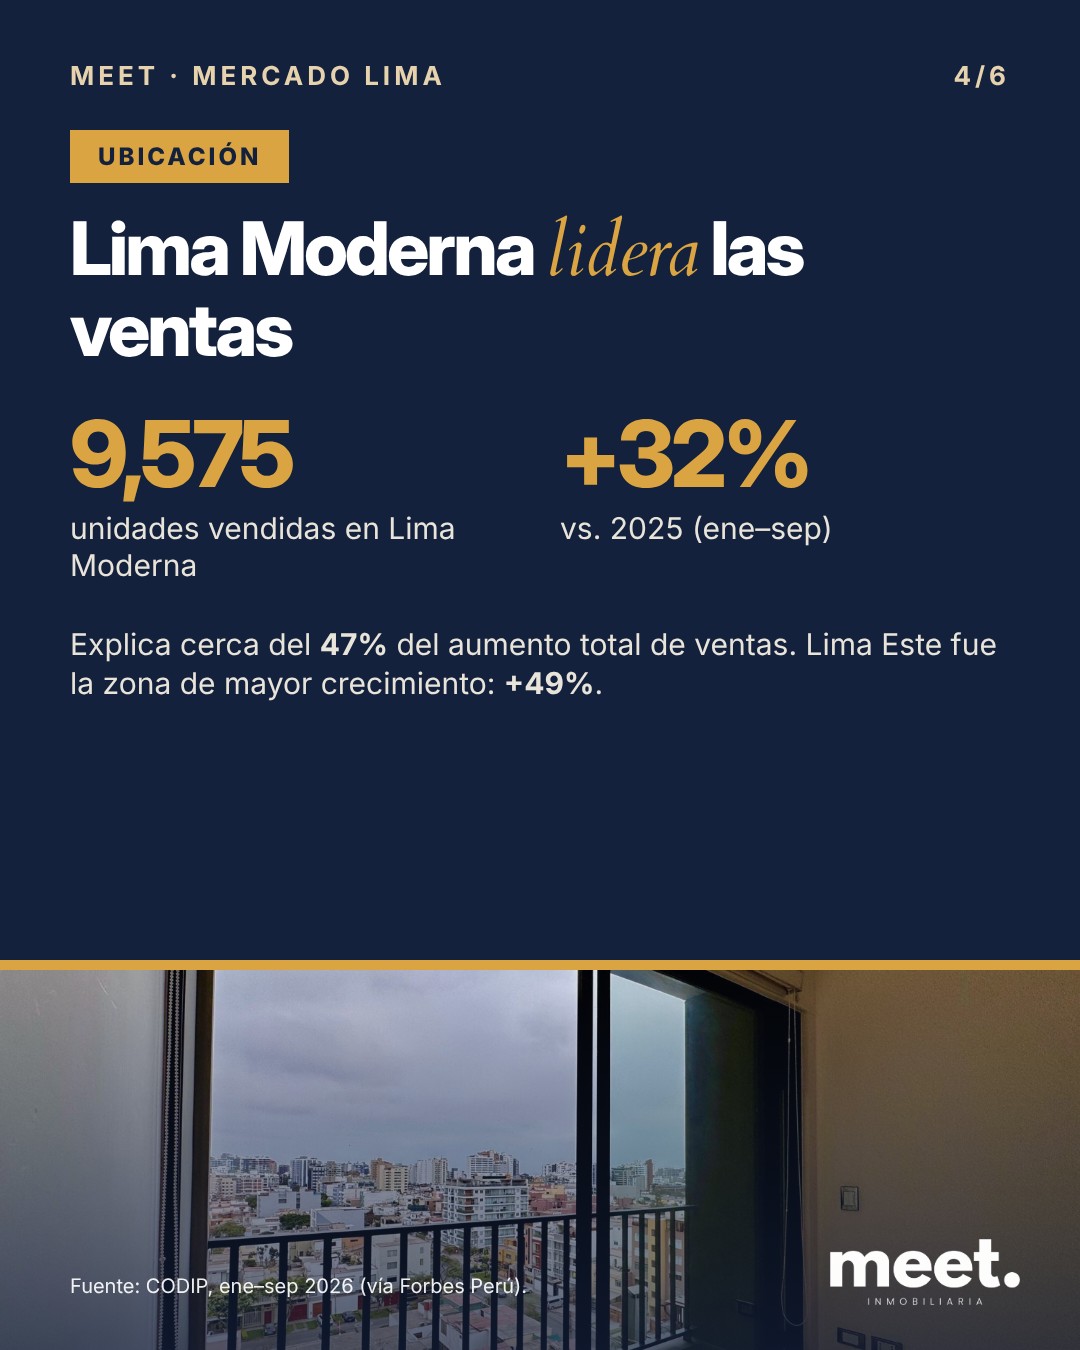 MEET · MERCADO LIMA
4/6
UBICACIÓN
Lima Moderna lidera las
ventas
9,575
unidades vendidas en Lima
Moderna
+32%
vs. 2025 (ene–sep)
Explica cerca del 47% del aumento total de ventas. Lima Este fue
la zona de mayor crecimiento: +49%.
Fuente: CODIP, ene–sep 2026 (vía Forbes Perú).
meet.
INMOBILIARIA